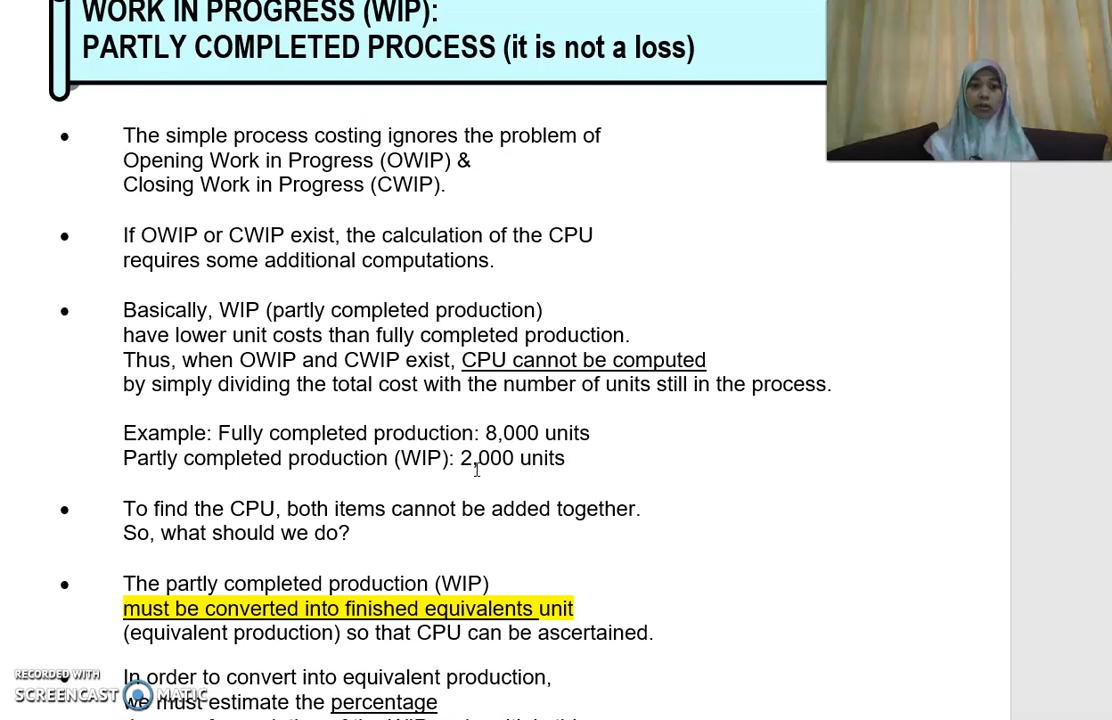 WORK IN PROGRESS (WIP):
PARTLY COMPLETED PROCESS (it is not a loss)
• The simple process costing ignores the problem of
Opening Work in Progress (OWIP) &
Closing Work in Progress (CWIP).
• If OWIP or CWIP exist, the calculation of the CPU
requires some additional computations.
• Basically, WIP (partly completed production)
have lower unit costs than fully completed production.
Thus, when OWIP and CWIP exist, CPU cannot be computed
by simply dividing the total cost with the number of units still in the process.
Example: Fully completed production: 8,000 units
Partly completed production (WIP): 2,000 units
• To find the CPU, both items cannot be added together.
So, what should we do?
• The partly completed production (WIP)
must be converted into finished equivalents unit
(equivalent production) so that CPU can be ascertained.
• In order to convert into equivalent production,
we must estimate the percentage
RECORDED WITH
SCREENCAST MATIC